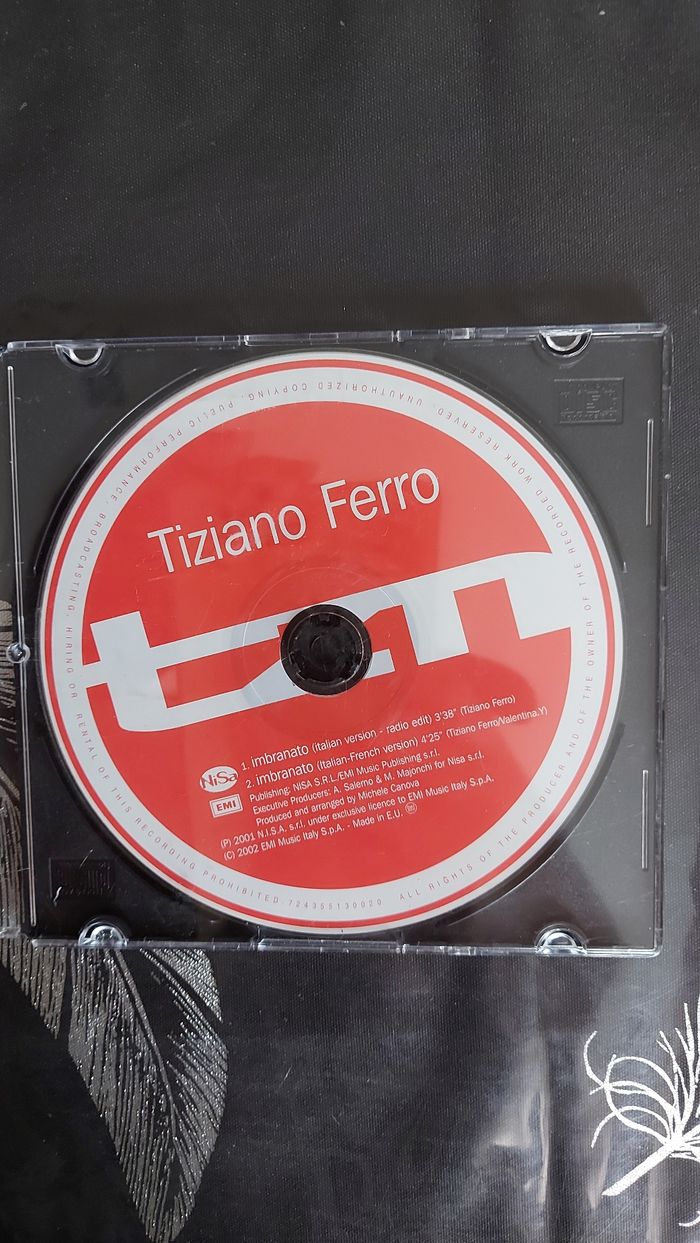 Tiziano Ferro
NiSa
1. imbranato (italian version - radio edit) 3'38" (Tiziano Ferro)
2. imbranato (Italian-French version) 4'25" (Tiziano Ferro/Valentina.Y)
EMI
Publishing: NISA S.R.L./EMI Music Publishing s.r.l.
Executive Producers: A. Salerno & M. Majonchi for Nisa s.r.l.
Produced and arranged by Michele Canova
(P) 2001 N.I.S.A. s.r.l. under exclusive licence to EMI Music Italy S.p.A.
(C) 2002 EMI Music Italy S.p.A. - Made in E.U.
ALL RIGHTS OF THE PRODUCER AND OF THE OWNER OF THE RECORDED WORK RESERVED. UNAUTHORIZED COPYING, PUBLIC PERFORMANCE, BROADCASTING, HIRING OR RENTAL OF THIS RECORDING PROHIBITED. 724355130020